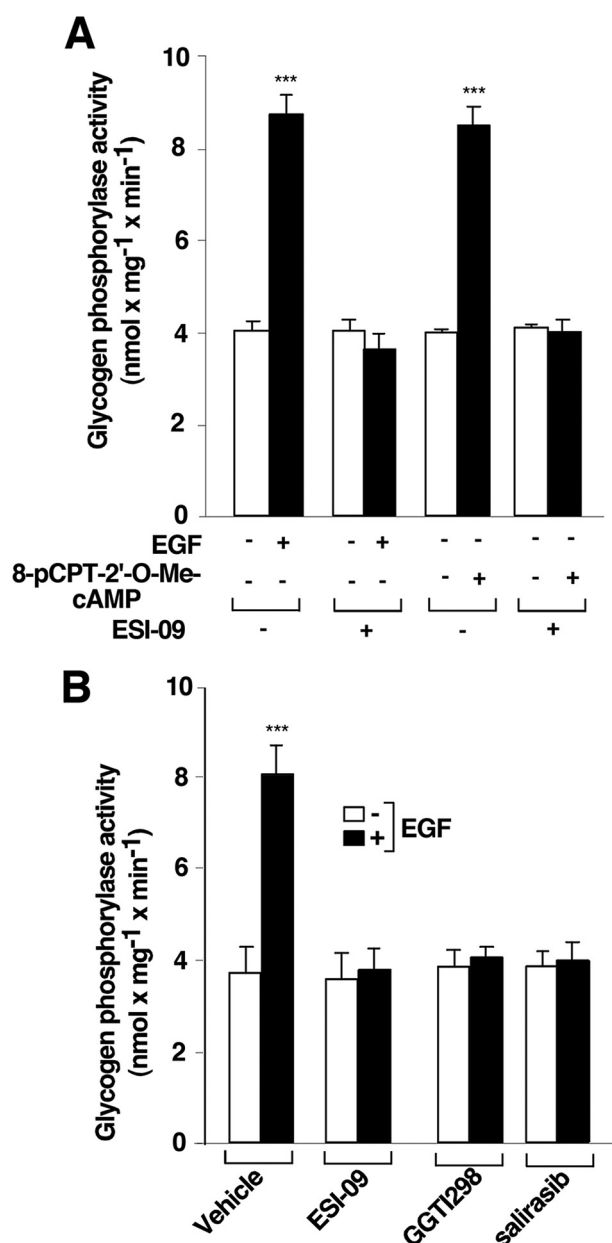 A
Glycogen phosphorylase activity
(nmol x mg-1 x min-1)
10
8
6
4
2
0
***
***
EGF - + - + - - - -
8-pCPT-2'-O-Me-
cAMP - - - - - + - +
ESI-09 - + - +
B
Glycogen phosphorylase activity
(nmol x mg-1 x min-1)
10
8
6
4
2
0
***
-
+
EGF
Vehicle
ESI-09
GGTI298
salirasib